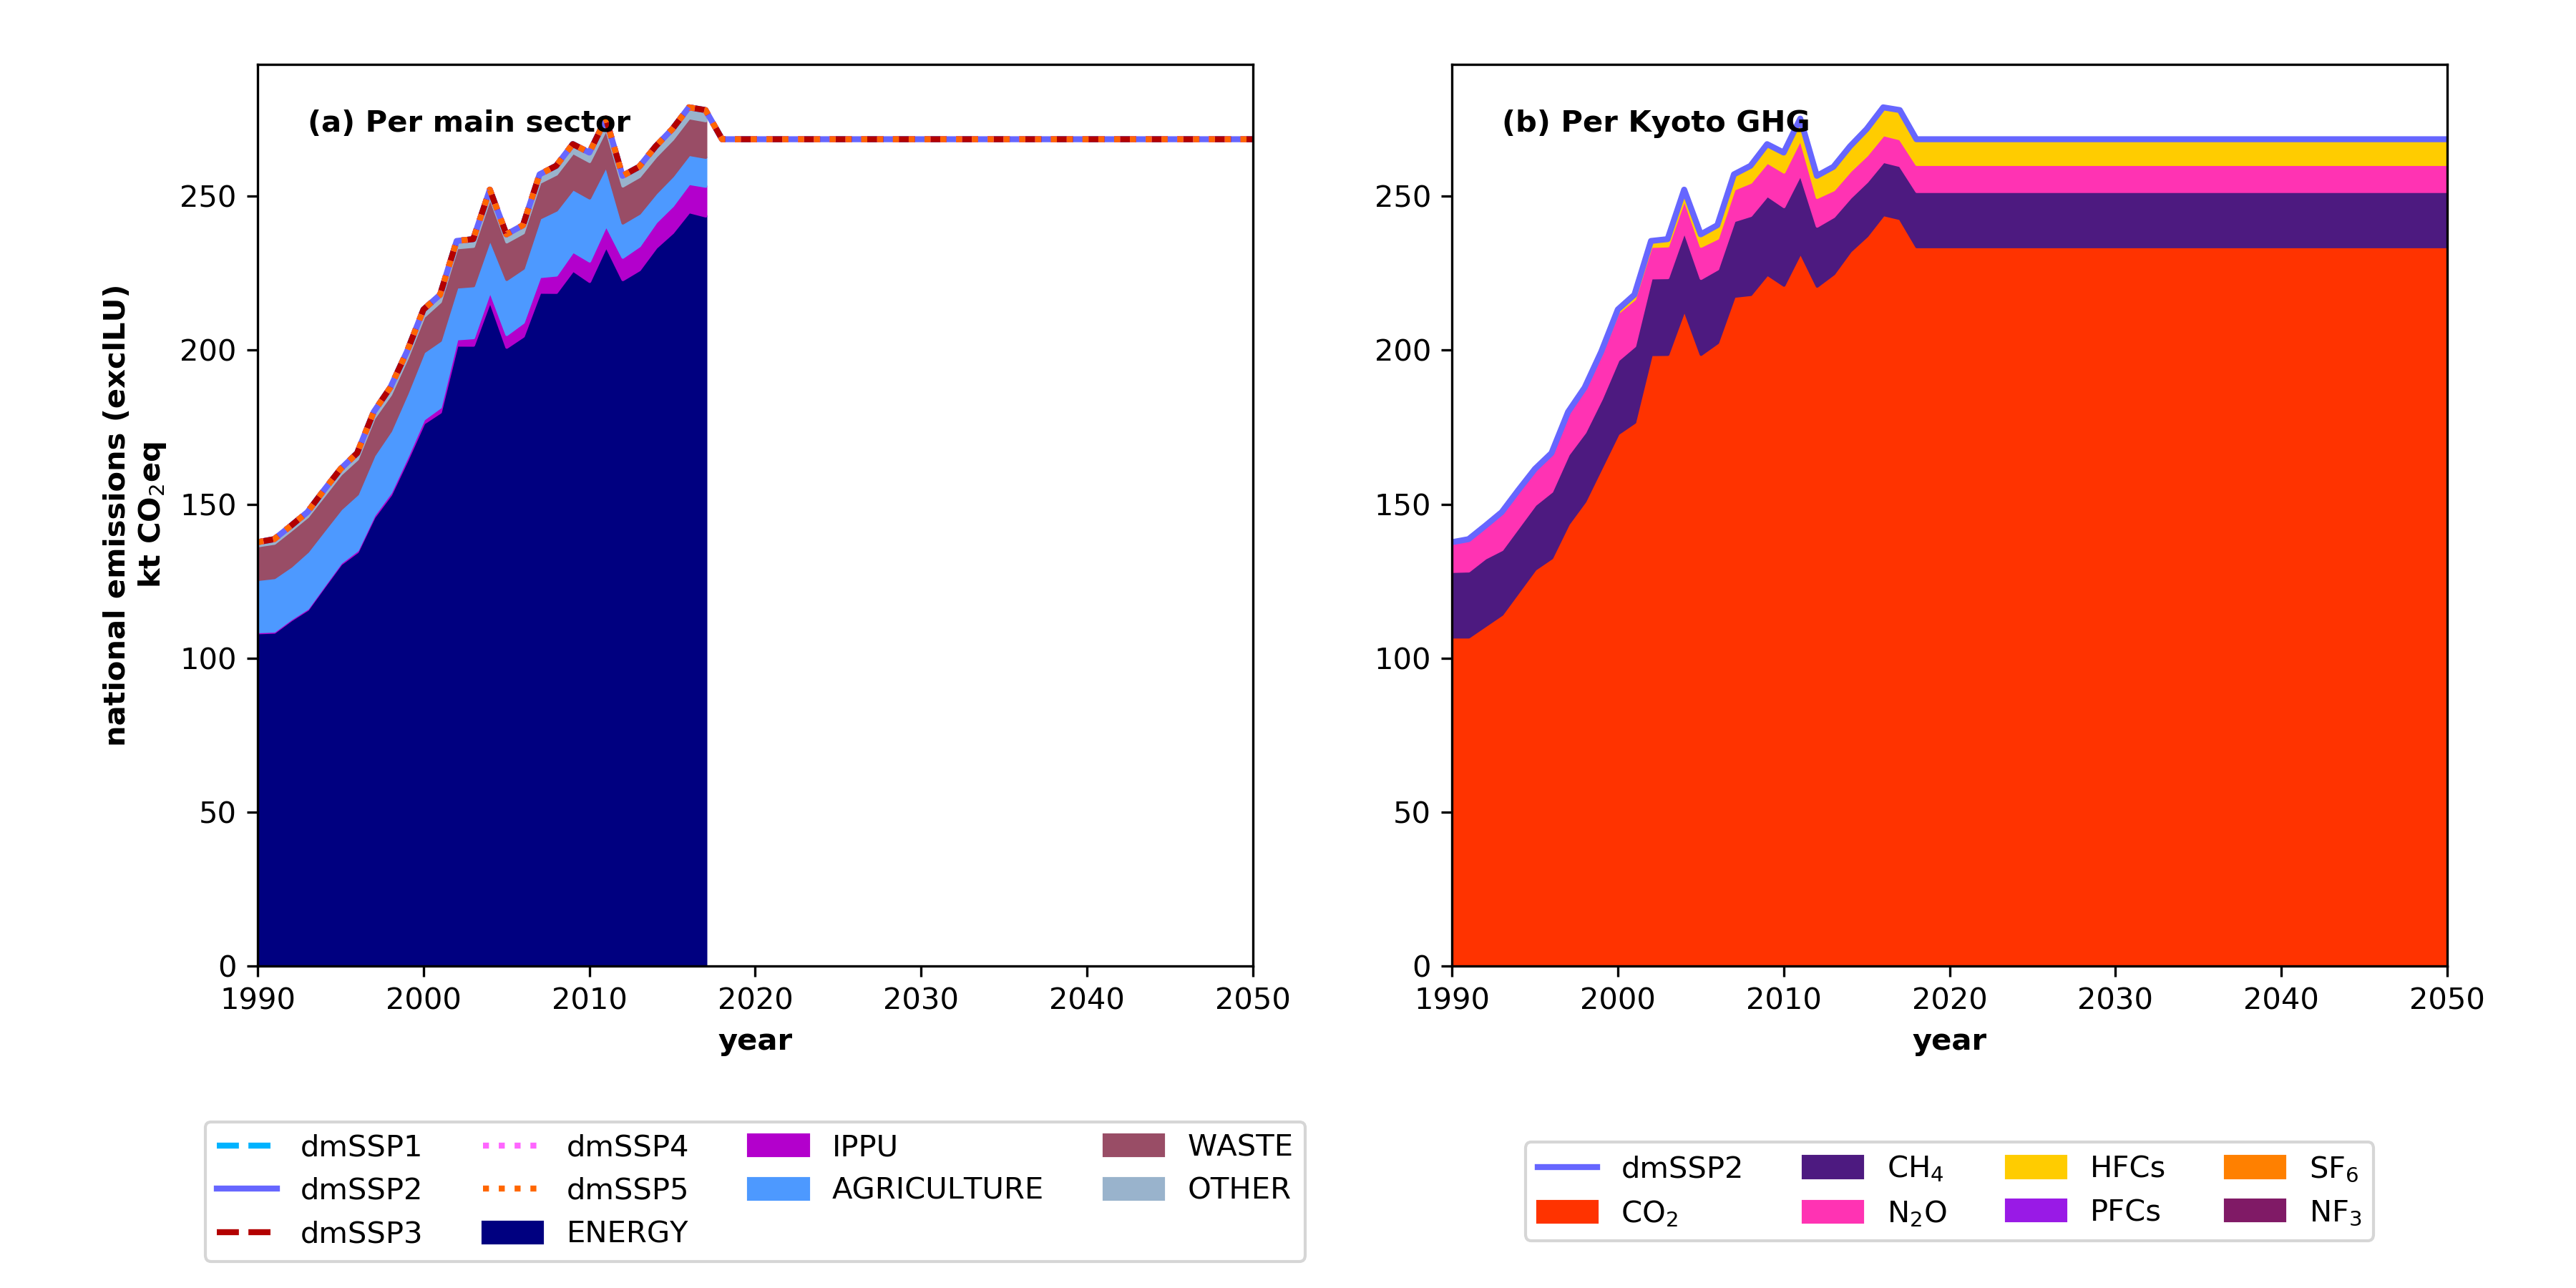 (a) Per main sector
national emissions (exclLU)
kt CO₂eq
250
200
150
100
50
0
1990 2000 2010 2020 2030 2040 2050
year
dmSSP1 dmSSP4 IPPU WASTE
dmSSP2 dmSSP5 AGRICULTURE OTHER
dmSSP3 ENERGY
(b) Per Kyoto GHG
250
200
150
100
50
0
1990 2000 2010 2020 2030 2040 2050
year
dmSSP2 CH₄ HFCs SF₆
CO₂ N₂O PFCs NF₃